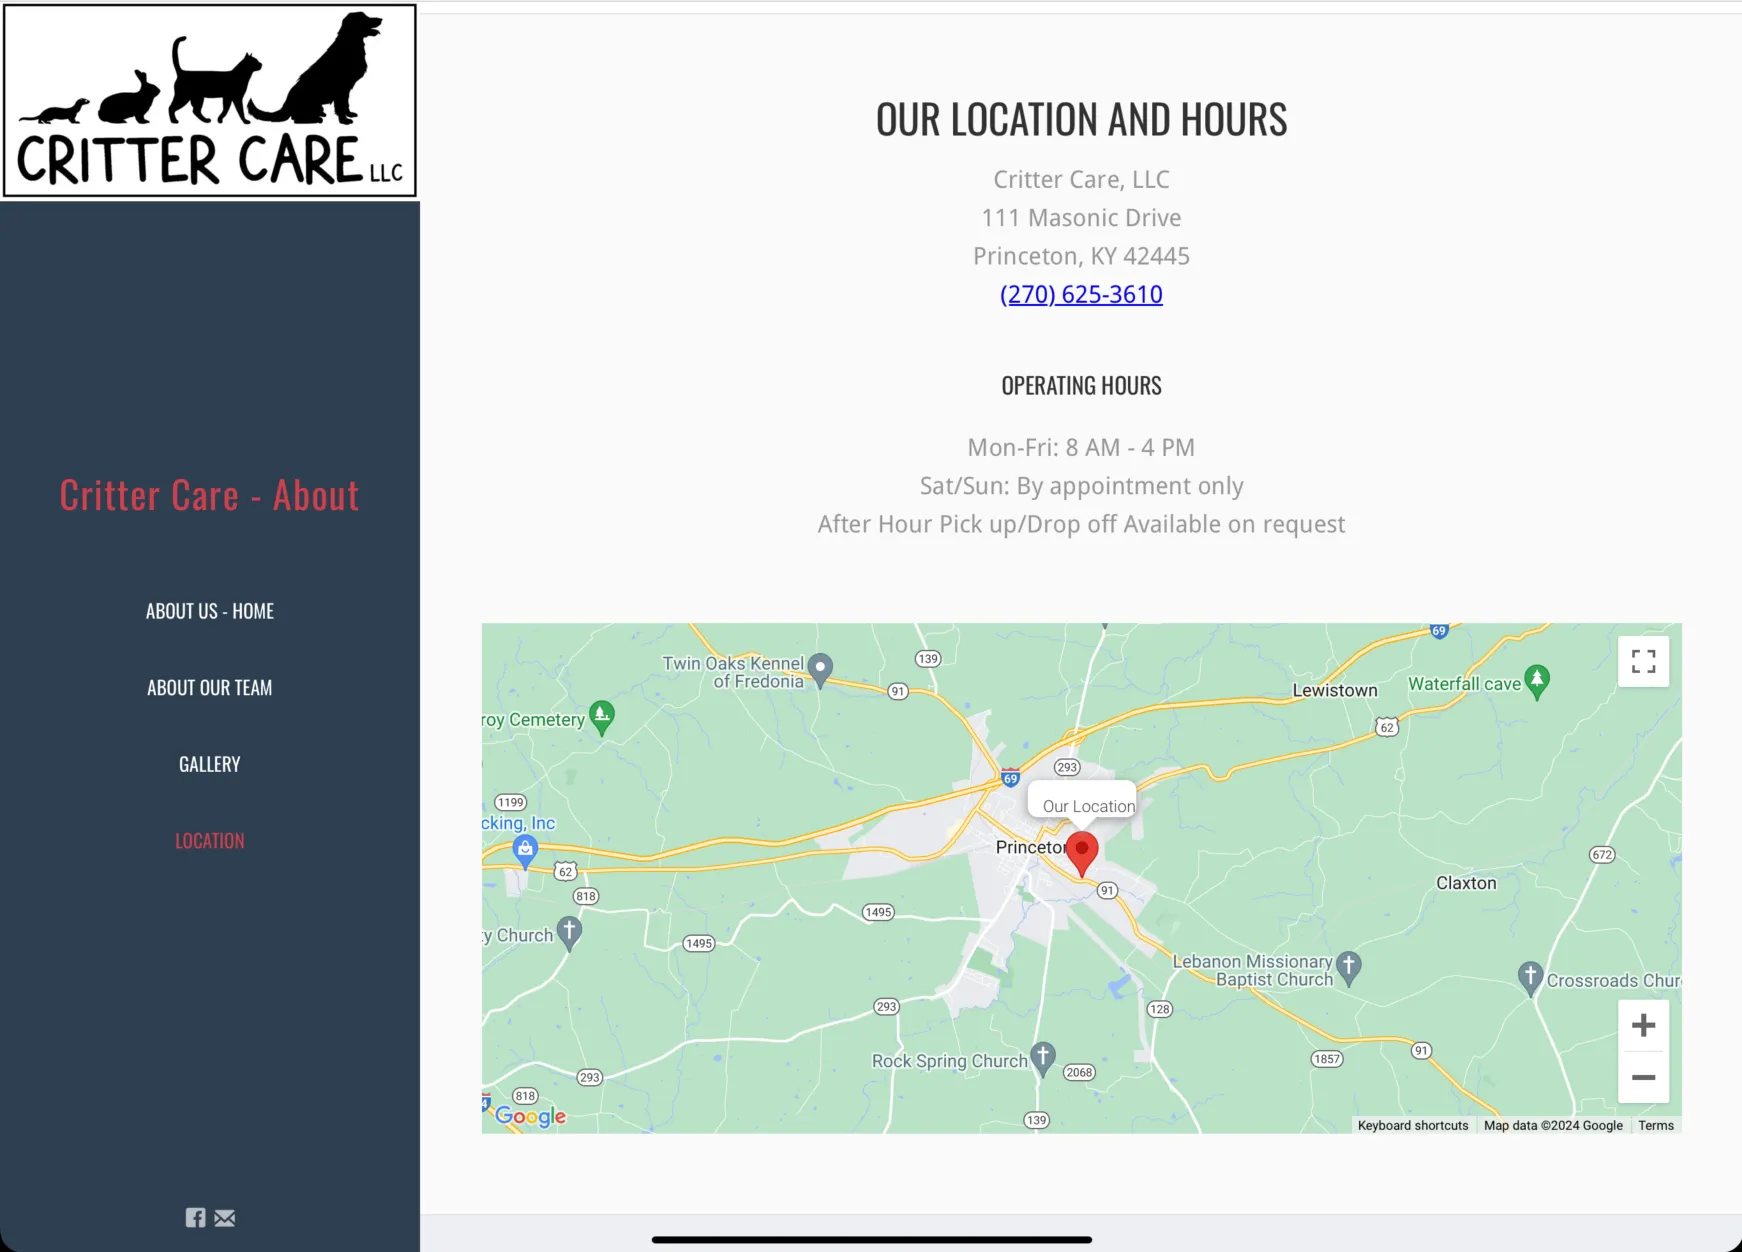 CRITTER CARE LLC
Critter Care - About
ABOUT US - HOME
ABOUT OUR TEAM
GALLERY
LOCATION
OUR LOCATION AND HOURS
Critter Care, LLC
111 Masonic Drive
Princeton, KY 42445
(270) 625-3610
OPERATING HOURS
Mon-Fri: 8 AM - 4 PM
Sat/Sun: By appointment only
After Hour Pick up/Drop off Available on request
69
Twin Oaks Kennel
of Fredonia
139
91
Lewistown
Waterfall cave
roy Cemetery
62
293
69
1199
Our Location
cking, Inc
Princeton
672
62
91
Claxton
818
1495
ty Church
1495
Lebanon Missionary
Baptist Church
Crossroads Chur
293
128
91
1857
Rock Spring Church
2068
293
818
Google
139
Keyboard shortcuts
Map data ©2024 Google
Terms